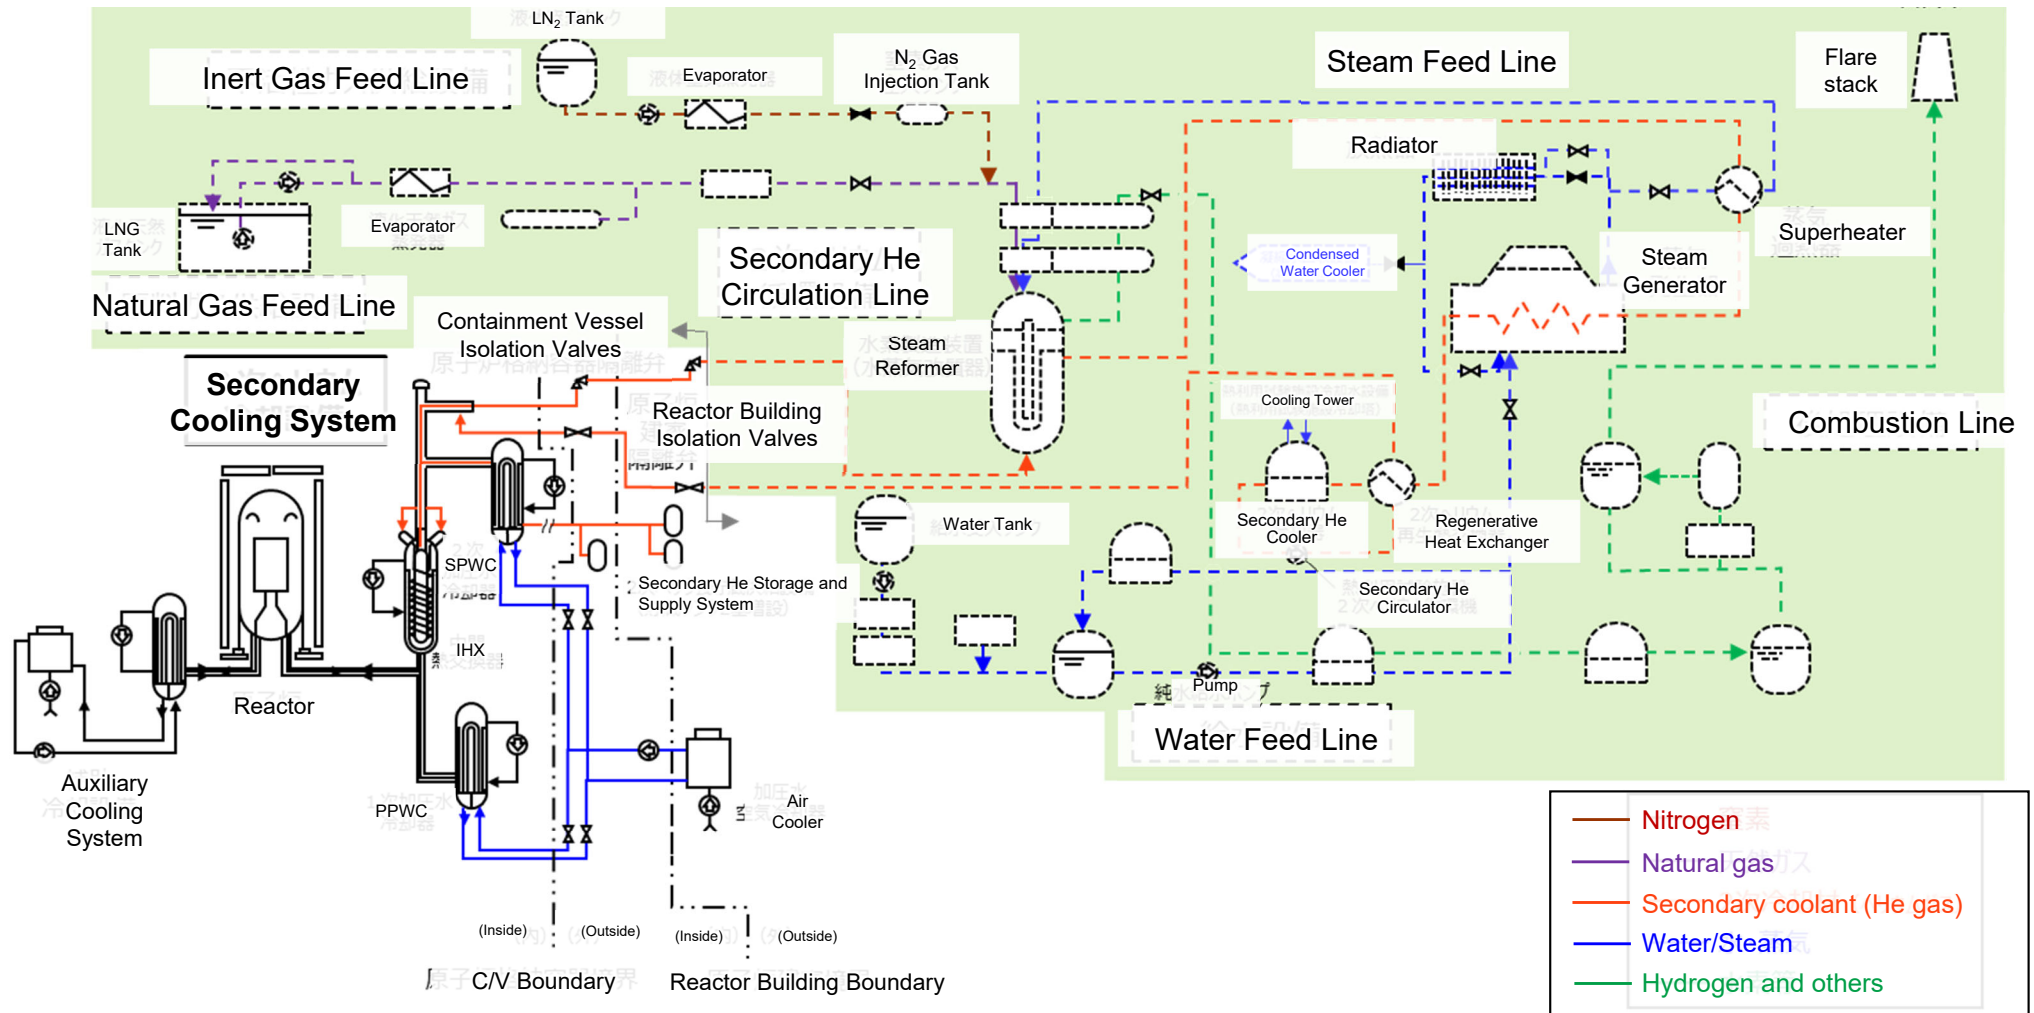 LN2 Tank
Inert Gas Feed Line
Evaporator
N2 Gas
Injection Tank
Steam Feed Line
Flare
stack
Radiator
LNG
Tank
Evaporator
Superheater
Secondary He
Circulation Line
Condensed
Water Cooler
Steam
Generator
Natural Gas Feed Line
Containment Vessel
Isolation Valves
Steam
Reformer
Secondary
Cooling System
Reactor Building
Isolation Valves
Cooling Tower
Combustion Line
Water Tank
Secondary He
Cooler
Regenerative
Heat Exchanger
SPWC
Secondary He Storage and
Supply System
Secondary He
Circulator
IHX
Pump
Reactor
Water Feed Line
Auxiliary
Cooling
System
PPWC
Air
Cooler
(Inside)
(Outside)
(Inside)
(Outside)
C/V Boundary
Reactor Building Boundary
Nitrogen
Natural gas
Secondary coolant (He gas)
Water/Steam
Hydrogen and others